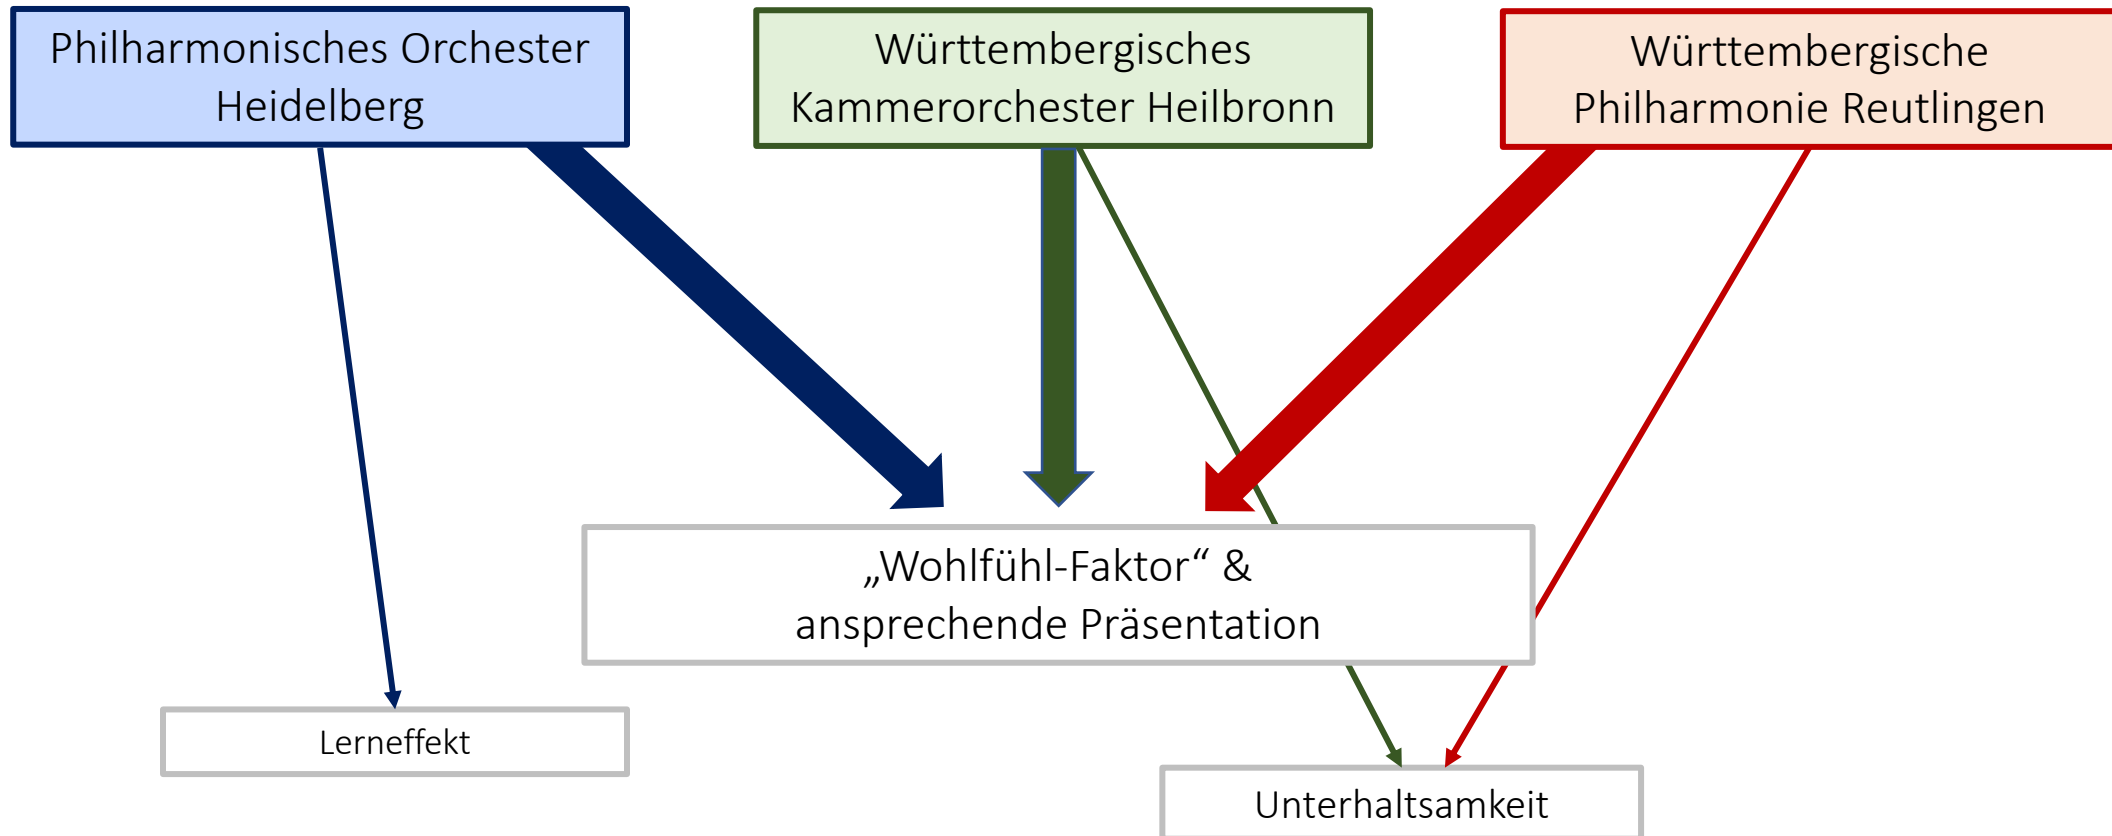 Philharmonisches Orchester
Heidelberg
Württembergisches
Kammerorchester Heilbronn
Württembergische
Philharmonie Reutlingen
„Wohlfühl-Faktor“ &
ansprechende Präsentation
Lerneffekt
Unterhaltsamkeit